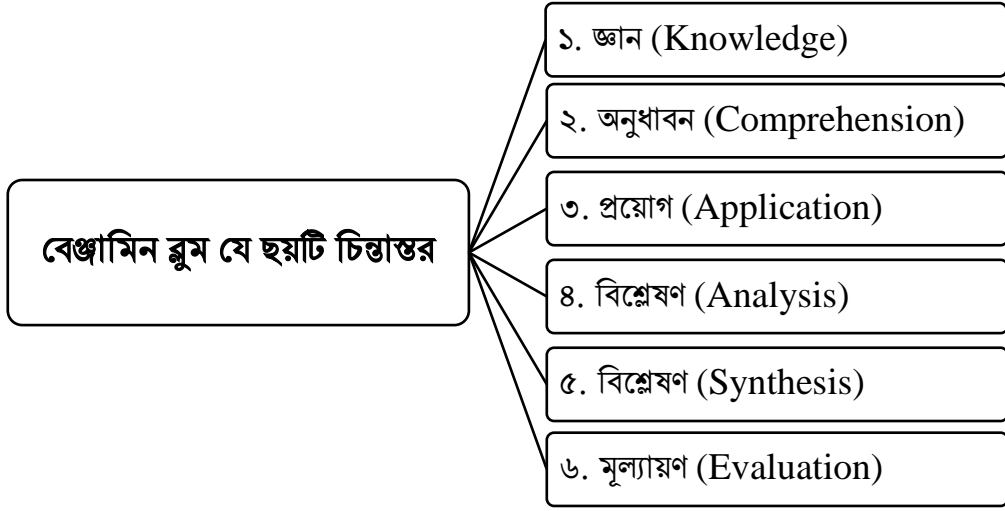 ১. জ্ঞান (Knowledge)
২. অনুধাবন (Comprehension)
৩. প্রয়োগ (Application)
বেঞ্জামিন ব্লুম যে ছয়টি চিন্তাস্তর
৪. বিশ্লেষণ (Analysis)
৫. বিশ্লেষণ (Synthesis)
৬. মূল্যায়ণ (Evaluation)